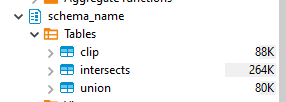 Aggregate functions
schema_name
Tables
clip 88K
intersects 264K
union 80K